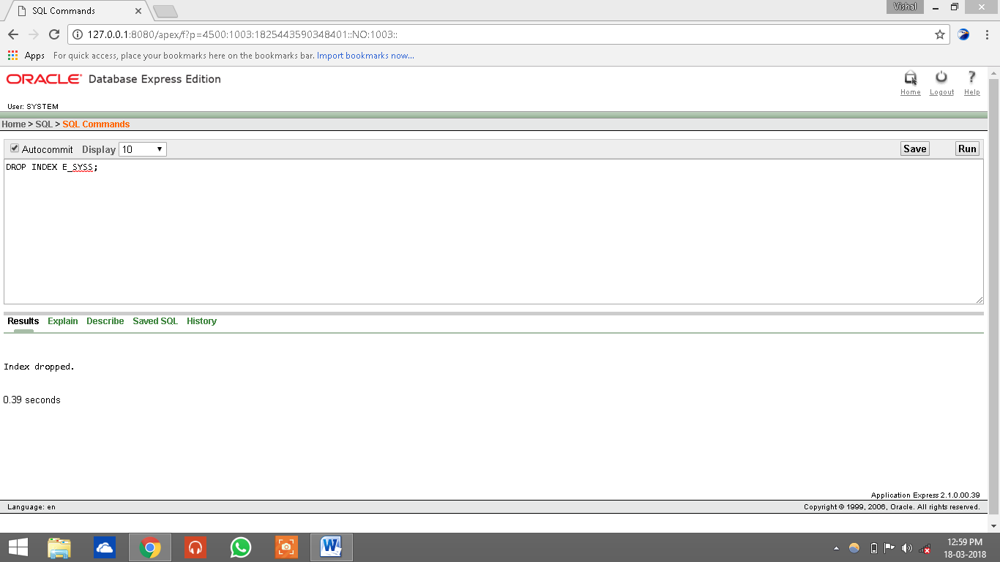 SQL Commands
Vishal
127.0.0.1:8080/apex/f?p=4500:1003:1825443590348401::NO:1003::
Apps For quick access, place your bookmarks here on the bookmarks bar. Import bookmarks now...
ORACLE Database Express Edition
Home Logout Help
User: SYSTEM
Home > SQL > SQL Commands
Autocommit Display 10 Save Run
DROP INDEX E_SYSS;
Results Explain Describe Saved SQL History
Index dropped.
0.39 seconds
Application Express 2.1.0.00.39
Language: en Copyright © 1999, 2006, Oracle. All rights reserved.
12:59 PM
18-03-2018